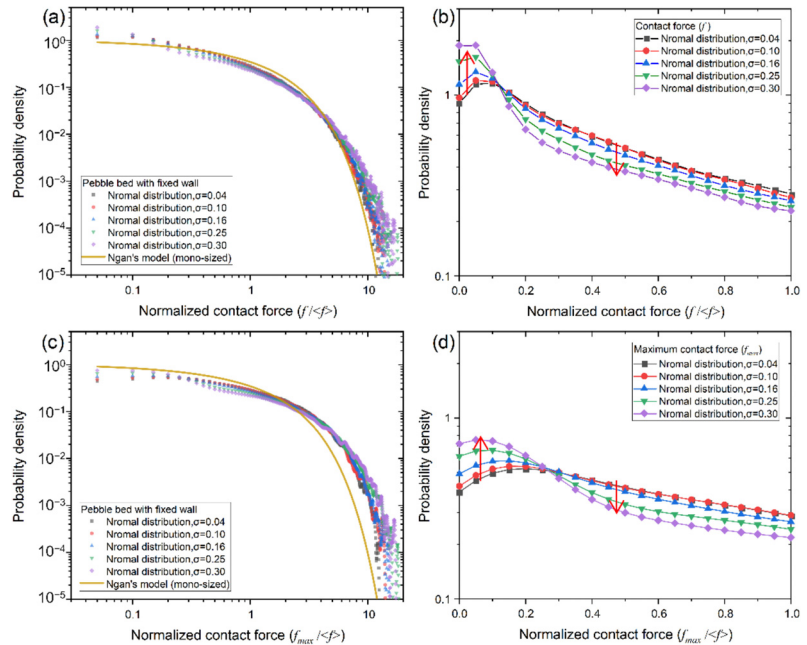 (a)
10¹
10⁰
10⁻¹
10⁻²
10⁻³
10⁻⁴
10⁻⁵
Probability density
Pebble bed with fixed wall
Nromal distribution,σ=0.04
Nromal distribution,σ=0.10
Nromal distribution,σ=0.16
Nromal distribution,σ=0.25
Nromal distribution,σ=0.30
Ngan's model (mono-sized)
0.1 1 10
Normalized contact force (f /<f>)
(b)
1
0.1
Probability density
Contact force (f)
Nromal distribution,σ=0.04
Nromal distribution,σ=0.10
Nromal distribution,σ=0.16
Nromal distribution,σ=0.25
Nromal distribution,σ=0.30
0.0 0.2 0.4 0.6 0.8 1.0
Normalized contact force (f /<f>)
(c)
10¹
10⁰
10⁻¹
10⁻²
10⁻³
10⁻⁴
10⁻⁵
Probability density
Pebble bed with fixed wall
Nromal distribution,σ=0.04
Nromal distribution,σ=0.10
Nromal distribution,σ=0.16
Nromal distribution,σ=0.25
Nromal distribution,σ=0.30
Ngan's model (mono-sized)
0.1 1 10
Normalized contact force (fmax /<f>)
(d)
1
0.1
Probability density
Maximum contact force (fmax)
Nromal distribution,σ=0.04
Nromal distribution,σ=0.10
Nromal distribution,σ=0.16
Nromal distribution,σ=0.25
Nromal distribution,σ=0.30
0.0 0.2 0.4 0.6 0.8 1.0
Normalized contact force (fmax /<f>)